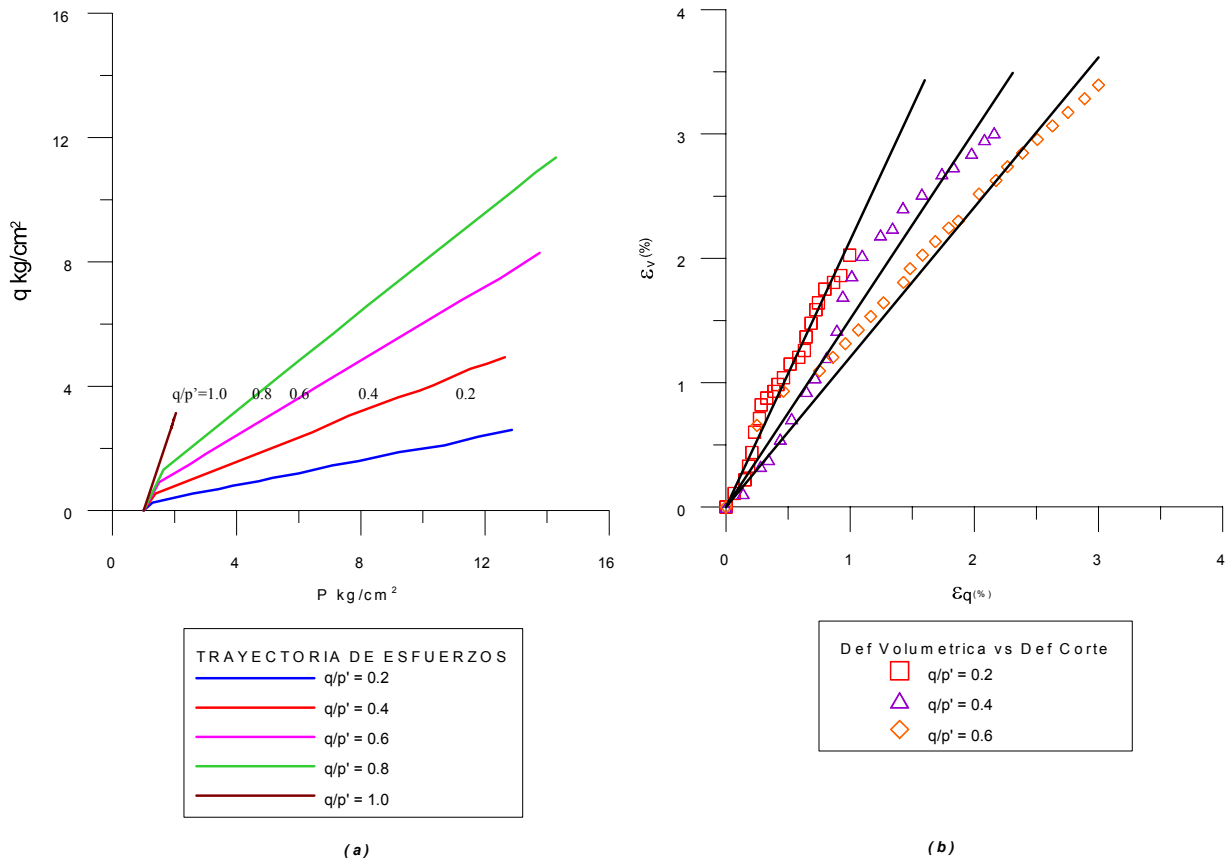 16
12
8
4
0
q kg/cm²
q/p'=1.0 0.8 0.6 0.4 0.2
0 4 8 12 16
P kg/cm²
TRAYECTORIA DE ESFUERZOS
q/p' = 0.2
q/p' = 0.4
q/p' = 0.6
q/p' = 0.8
q/p' = 1.0
(a)
4
3
2
1
0
εv(%)
0 1 2 3 4
εq(%)
Def Volumetrica vs Def Corte
q/p' = 0.2
q/p' = 0.4
q/p' = 0.6
(b)